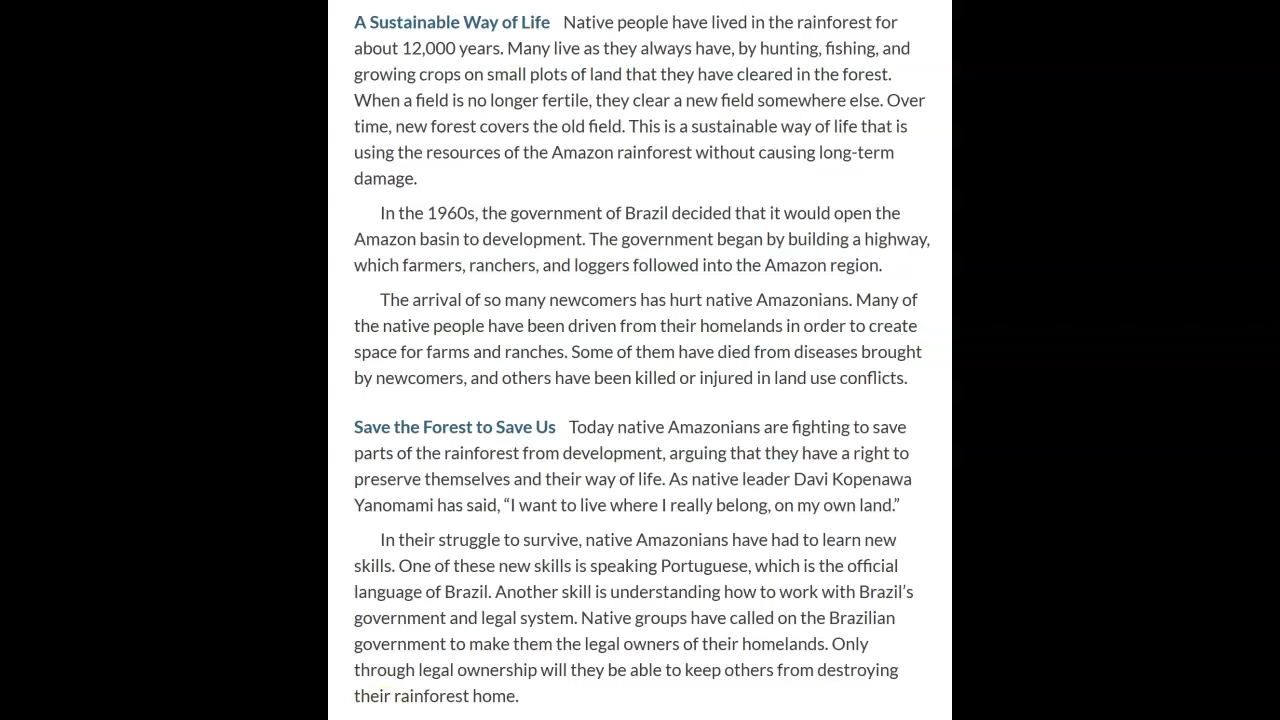 A Sustainable Way of Life Native people have lived in the rainforest for
about 12,000 years. Many live as they always have, by hunting, fishing, and
growing crops on small plots of land that they have cleared in the forest.
When a field is no longer fertile, they clear a new field somewhere else. Over
time, new forest covers the old field. This is a sustainable way of life that is
using the resources of the Amazon rainforest without causing long-term
damage.
In the 1960s, the government of Brazil decided that it would open the
Amazon basin to development. The government began by building a highway,
which farmers, ranchers, and loggers followed into the Amazon region.
The arrival of so many newcomers has hurt native Amazonians. Many of
the native people have been driven from their homelands in order to create
space for farms and ranches. Some of them have died from diseases brought
by newcomers, and others have been killed or injured in land use conflicts.
Save the Forest to Save Us Today native Amazonians are fighting to save
parts of the rainforest from development, arguing that they have a right to
preserve themselves and their way of life. As native leader Davi Kopenawa
Yanomami has said, “I want to live where I really belong, on my own land.”
In their struggle to survive, native Amazonians have had to learn new
skills. One of these new skills is speaking Portuguese, which is the official
language of Brazil. Another skill is understanding how to work with Brazil’s
government and legal system. Native groups have called on the Brazilian
government to make them the legal owners of their homelands. Only
through legal ownership will they be able to keep others from destroying
their rainforest home.